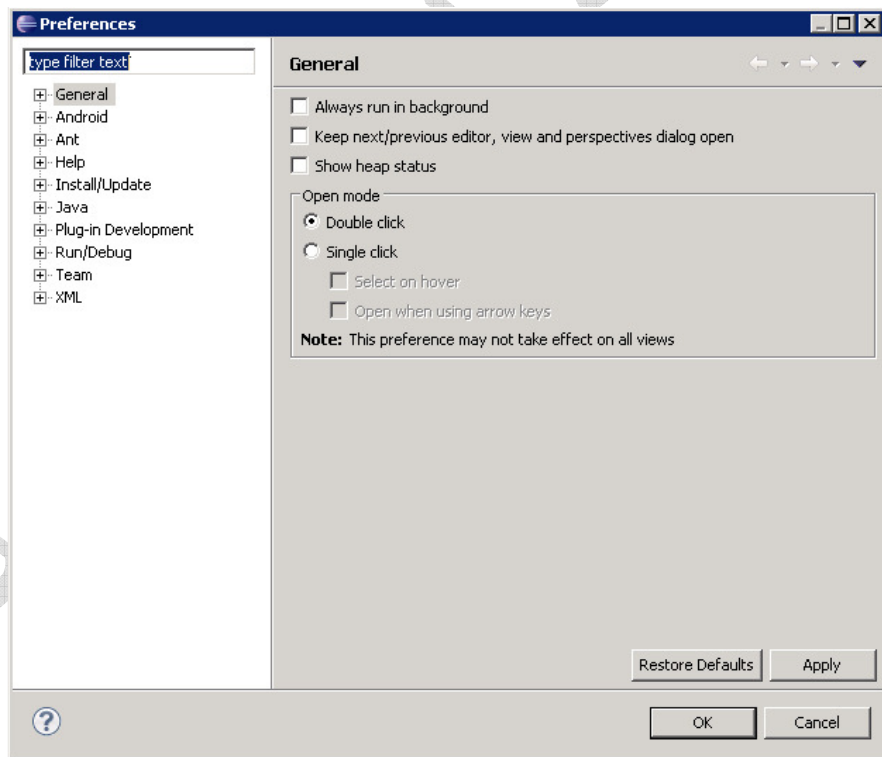 Preferences
type filter text
General
Android
Ant
Help
Install/Update
Java
Plug-in Development
Run/Debug
Team
XML
General
Always run in background
Keep next/previous editor, view and perspectives dialog open
Show heap status
Open mode
Double click
Single click
Select on hover
Open when using arrow keys
Note: This preference may not take effect on all views
Restore Defaults
Apply
?
OK
Cancel